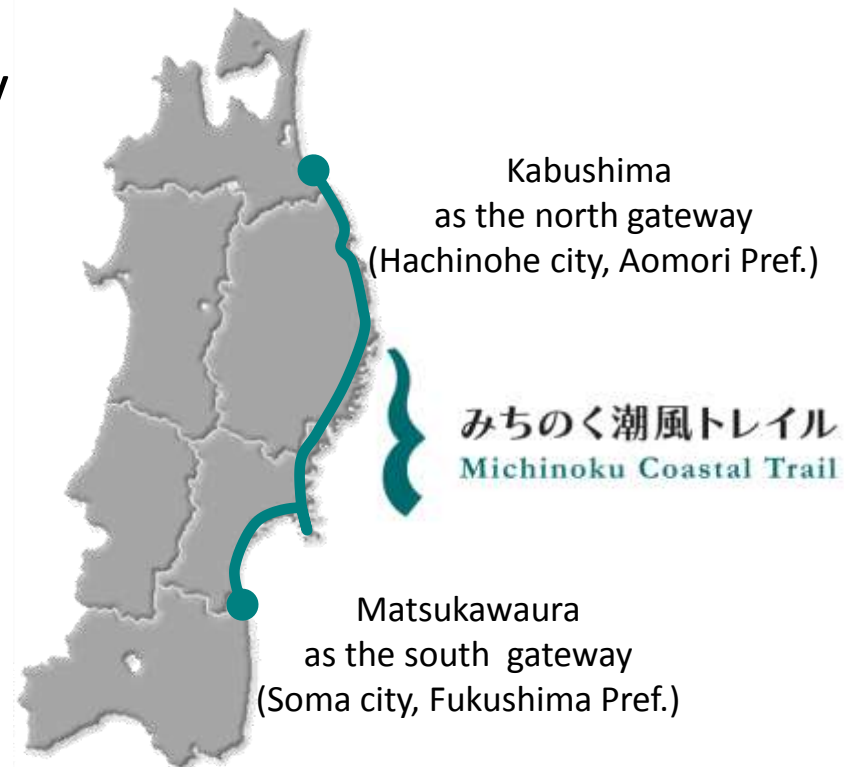 y
Kabushima
as the north gateway
(Hachinohe city, Aomori Pref.)
みちのく潮風トレイル
Michinoku Coastal Trail
Matsukawaura
as the south gateway
(Soma city, Fukushima Pref.)